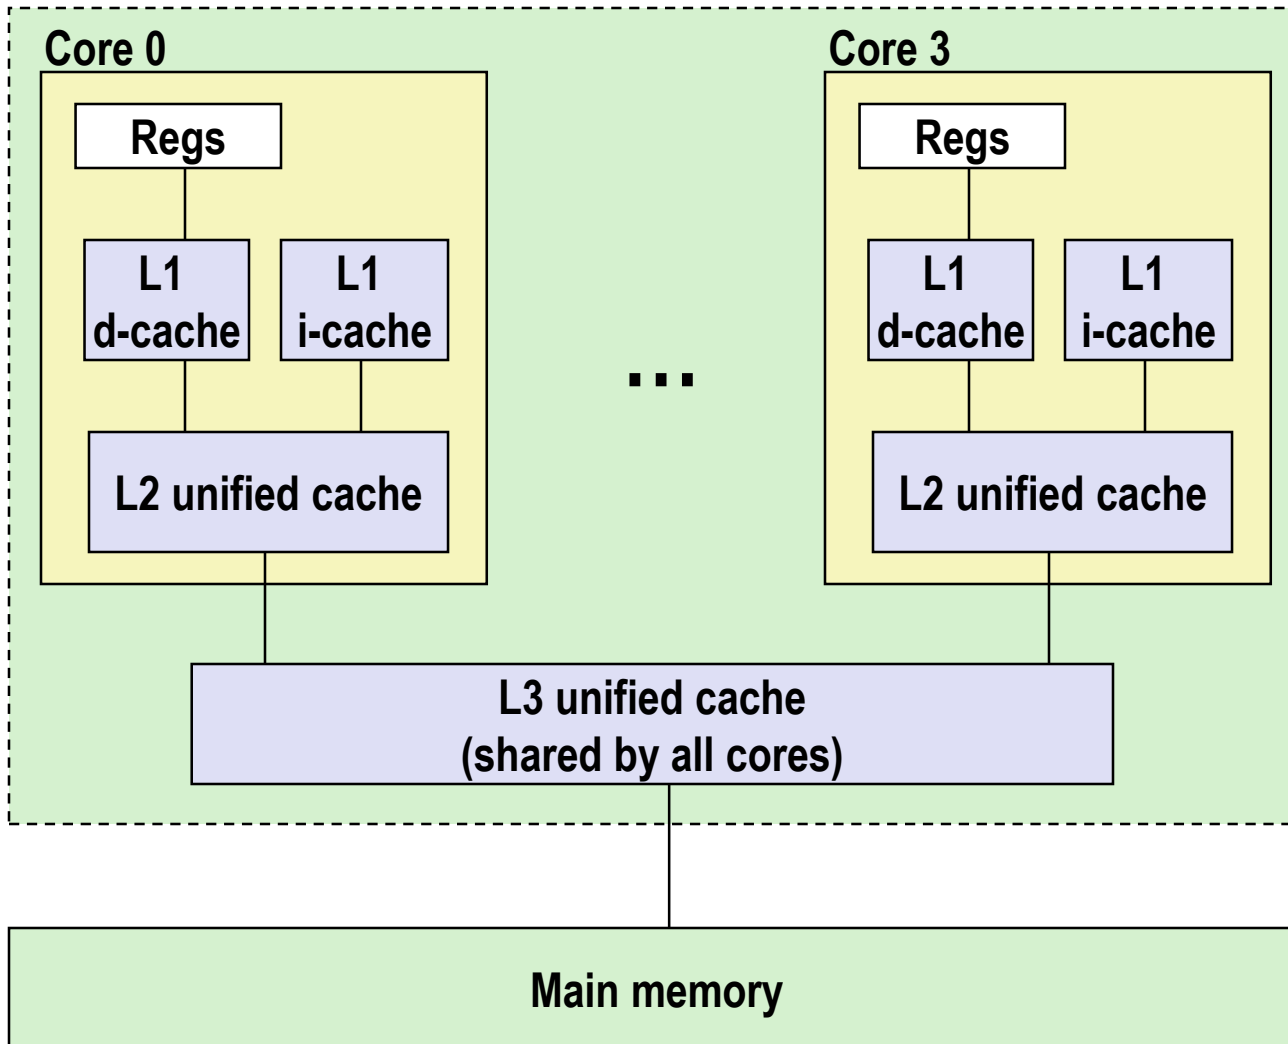 Core 0
Regs
L1
d-cache
L1
i-cache
L2 unified cache
...
Core 3
Regs
L1
d-cache
L1
i-cache
L2 unified cache
L3 unified cache
(shared by all cores)
Main memory